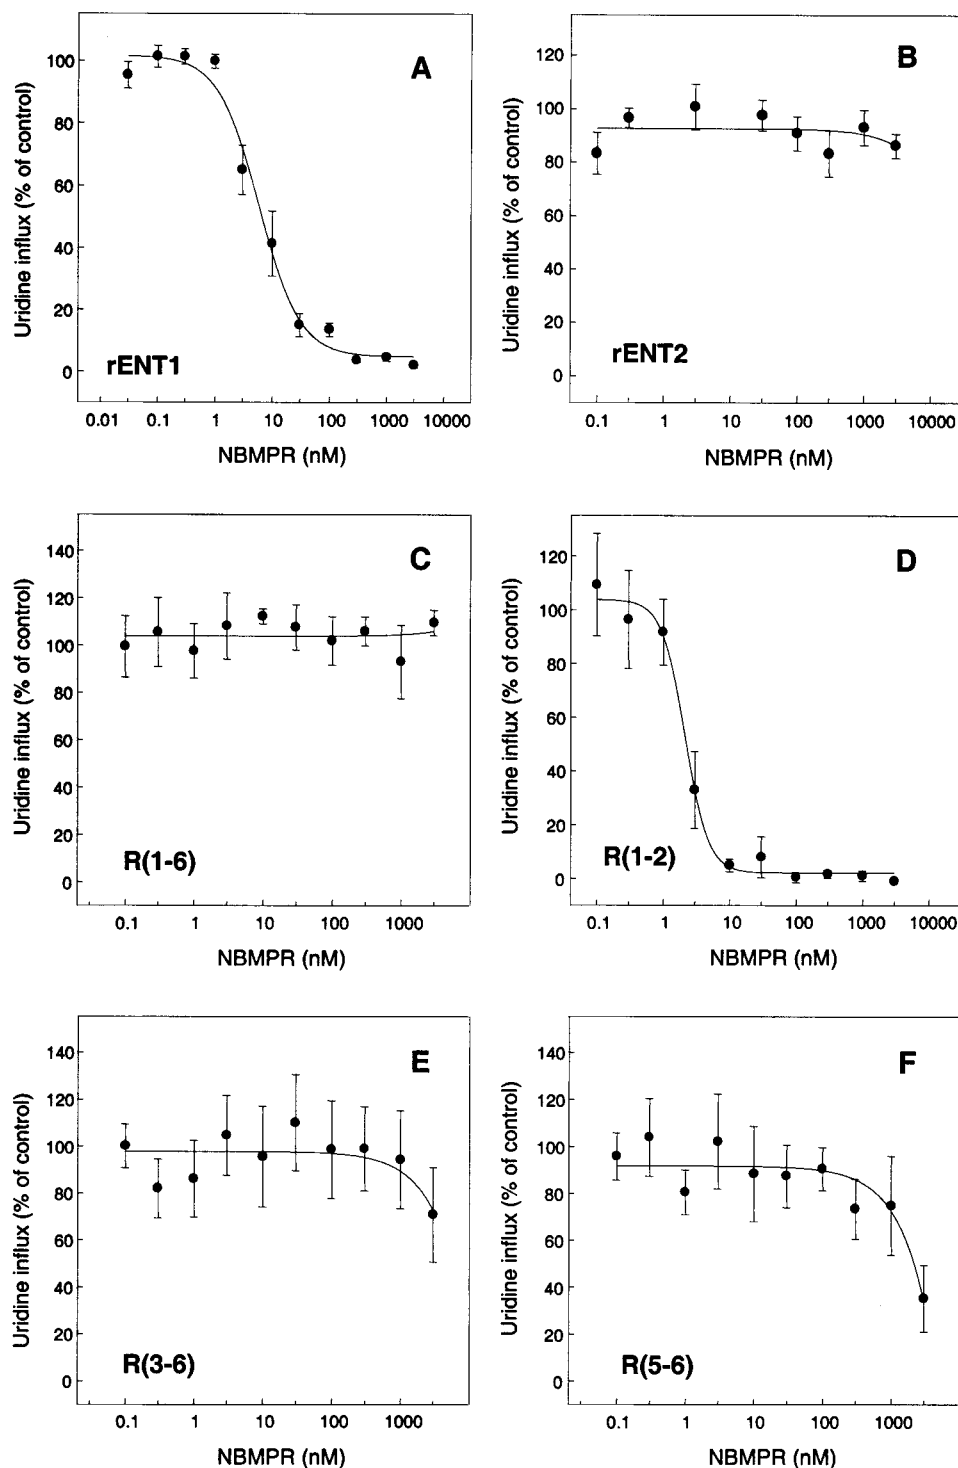 A
Uridine influx (% of control)
100
80
60
40
20
0
rENT1
0.01 0.1 1 10 100 1000 10000
NBMPR (nM)
B
Uridine influx (% of control)
120
100
80
60
40
20
0
rENT2
0.1 1 10 100 1000 10000
NBMPR (nM)
C
Uridine influx (% of control)
140
120
100
80
60
40
20
0
R(1-6)
0.1 1 10 100 1000
NBMPR (nM)
D
Uridine influx (% of control)
120
100
80
60
40
20
0
R(1-2)
0.1 1 10 100 1000 10000
NBMPR (nM)
E
Uridine influx (% of control)
140
120
100
80
60
40
20
0
R(3-6)
0.1 1 10 100 1000
NBMPR (nM)
F
Uridine influx (% of control)
140
120
100
80
60
40
20
0
R(5-6)
0.1 1 10 100 1000
NBMPR (nM)